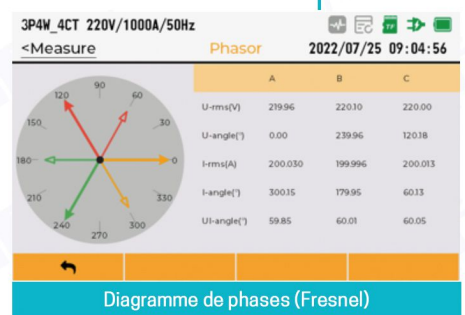 3P4W_4CT 220V/1000A/50Hz
TF
<Measure Phasor 2022/07/25 09:04:56
A B C
U-rms(V) 219.96 220.10 220.00
U-angle(°) 0.00 239.96 120.18
I-rms(A) 200.030 199.996 200.013
I-angle(°) 300.15 179.95 60.13
UI-angle(°) 59.85 60.01 60.05
90
120 60
150 30
180 0
210 330
240 300
270
Diagramme de phases (Fresnel)